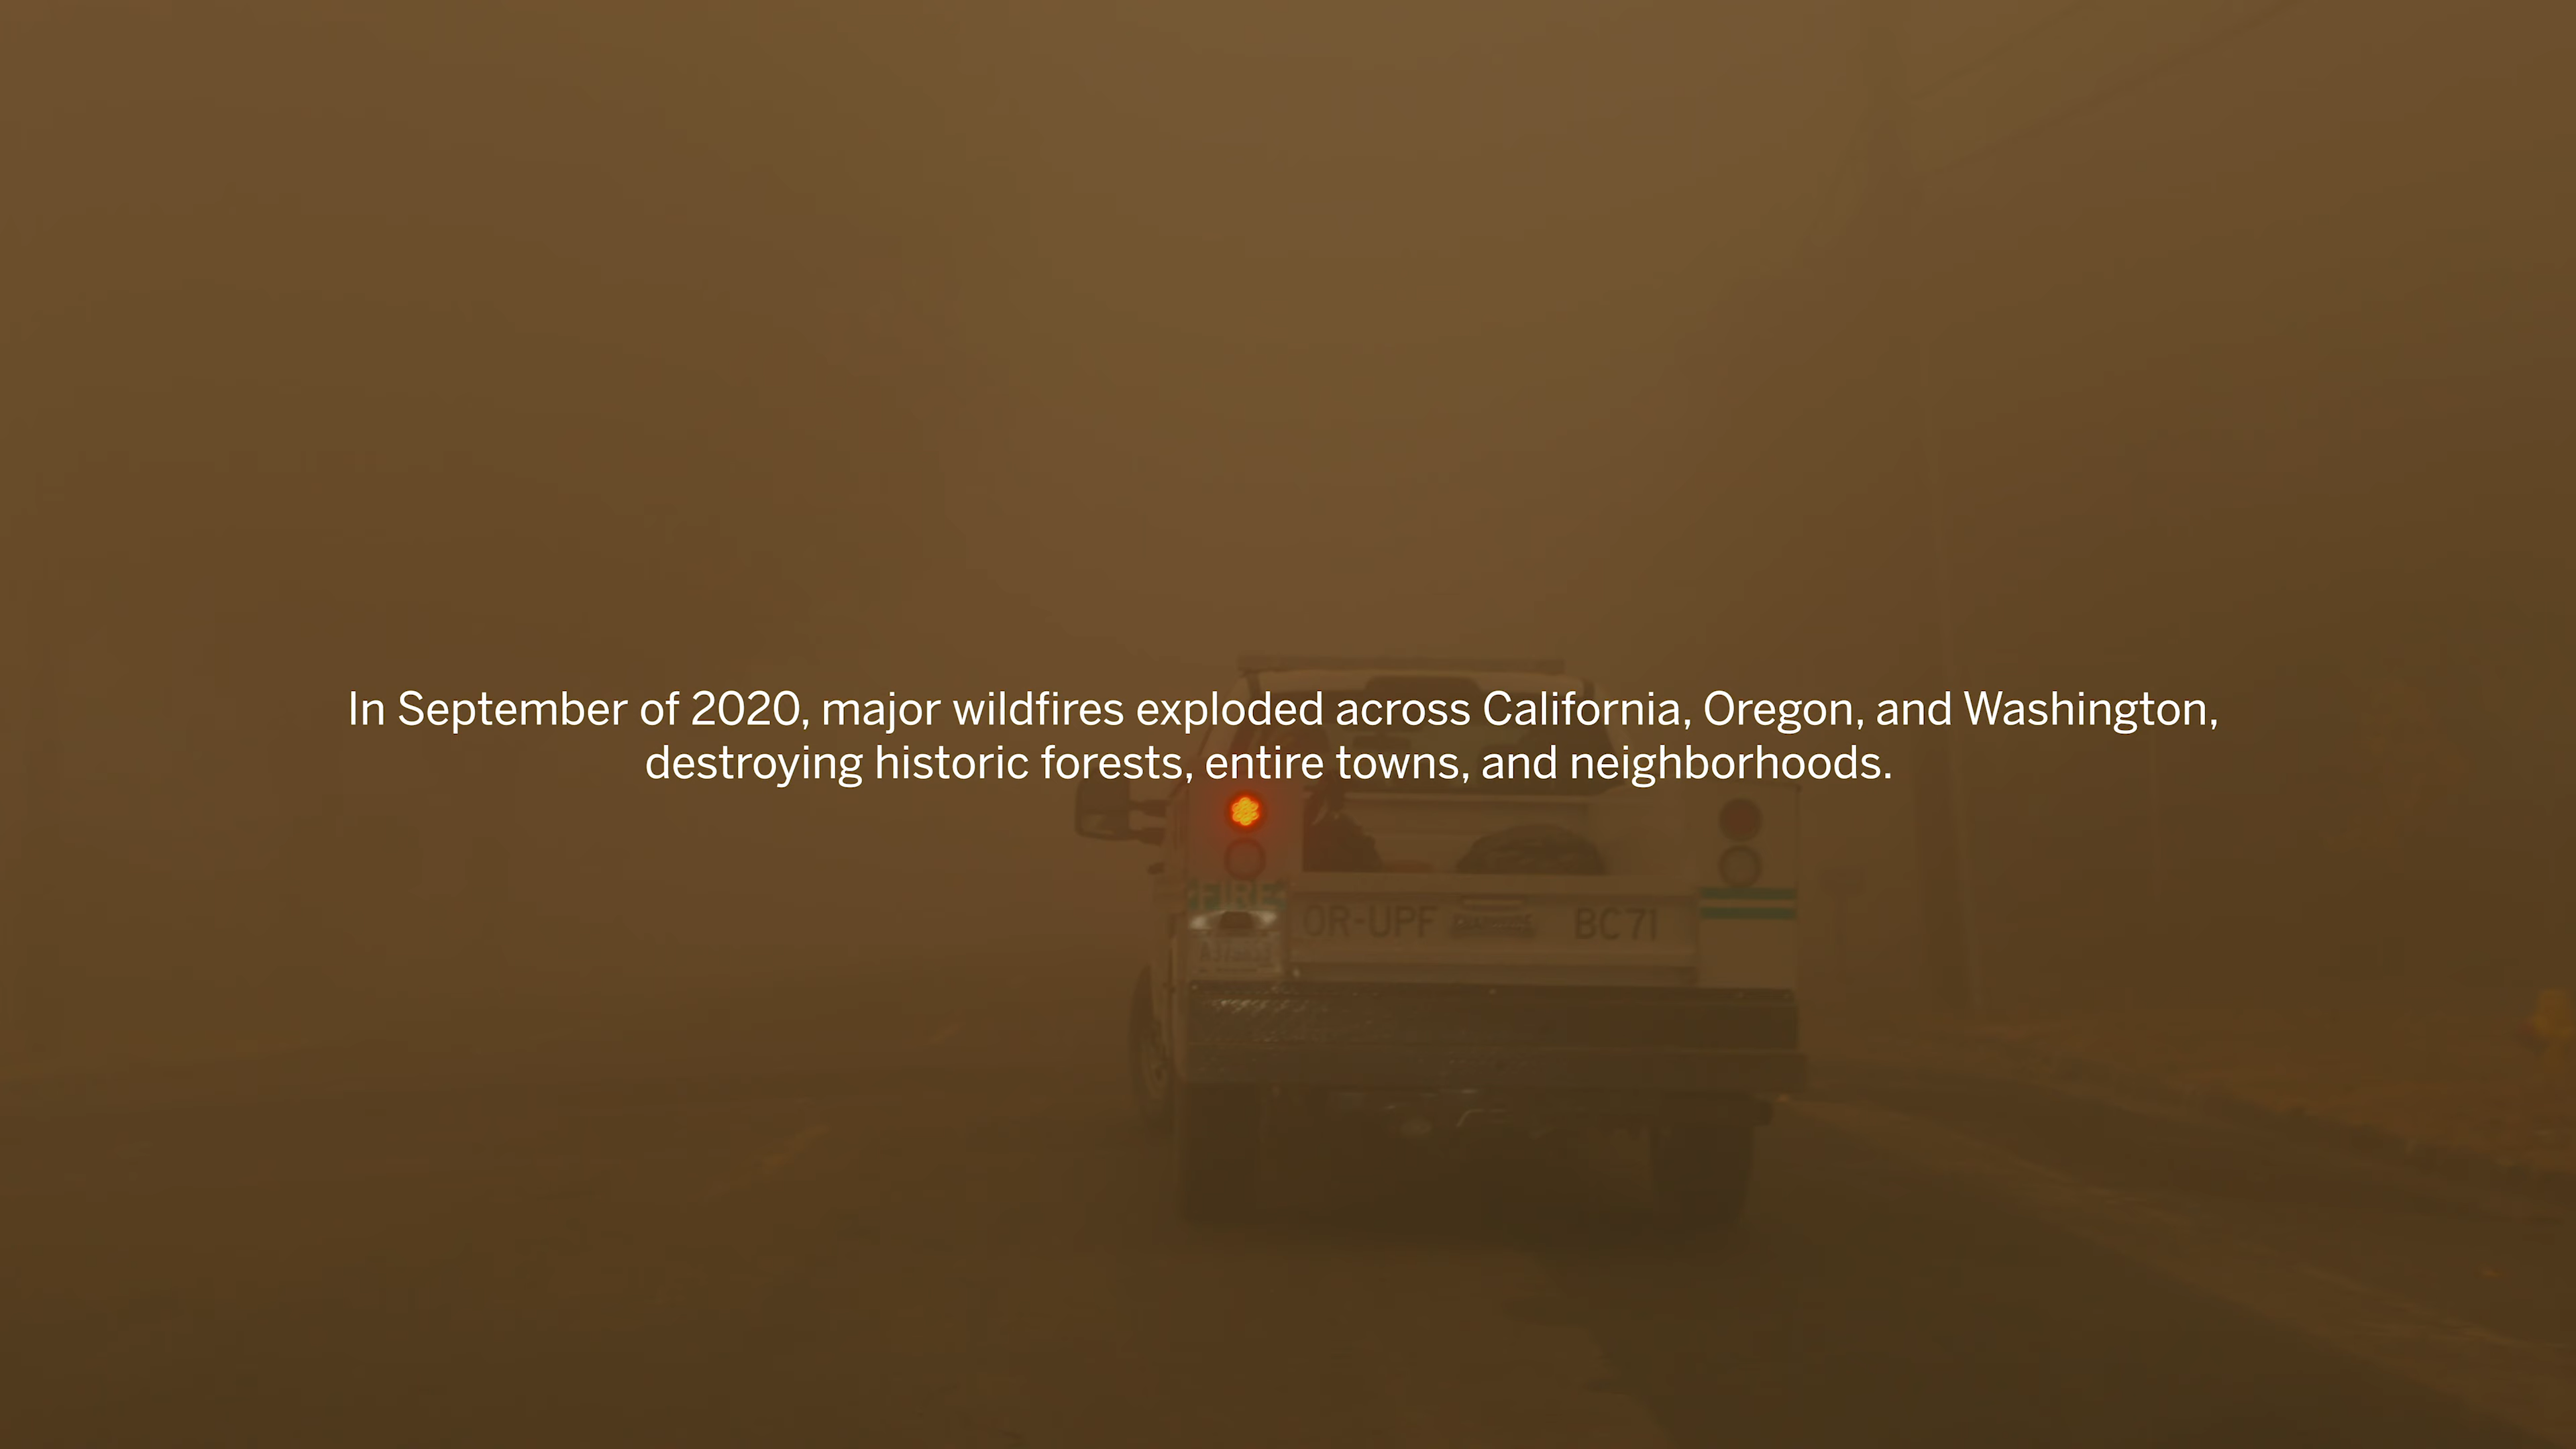 In September of 2020, major wildfires exploded across California, Oregon, and Washington,
destroying historic forests, entire towns, and neighborhoods.
FIRE
OR-UPF BC71